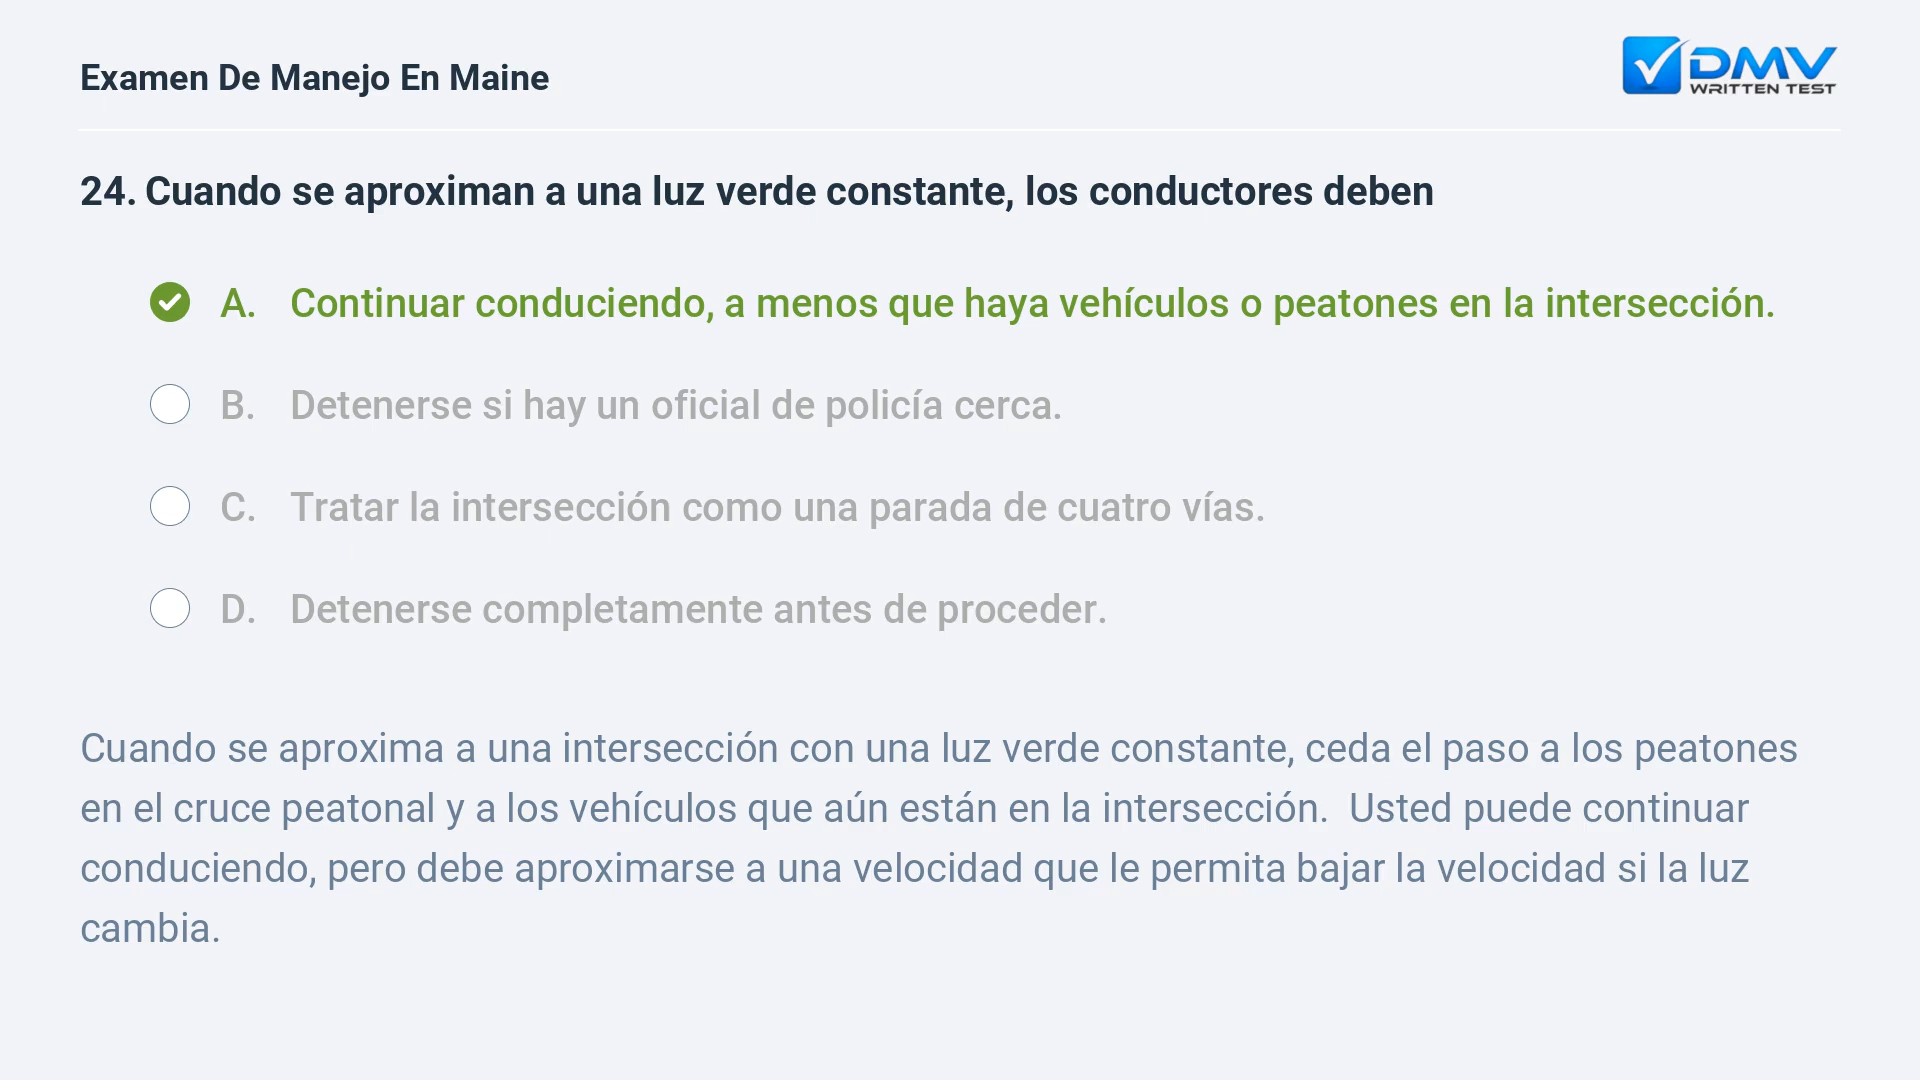 Examen De Manejo En Maine
DMV
WRITTEN TEST
24. Cuando se aproximan a una luz verde constante, los conductores deben
A. Continuar conduciendo, a menos que haya vehículos o peatones en la intersección.
B. Detenerse si hay un oficial de policía cerca.
C. Tratar la intersección como una parada de cuatro vías.
D. Detenerse completamente antes de proceder.
Cuando se aproxima a una intersección con una luz verde constante, ceda el paso a los peatones
en el cruce peatonal y a los vehículos que aún están en la intersección.  Usted puede continuar
conduciendo, pero debe aproximarse a una velocidad que le permita bajar la velocidad si la luz
cambia.